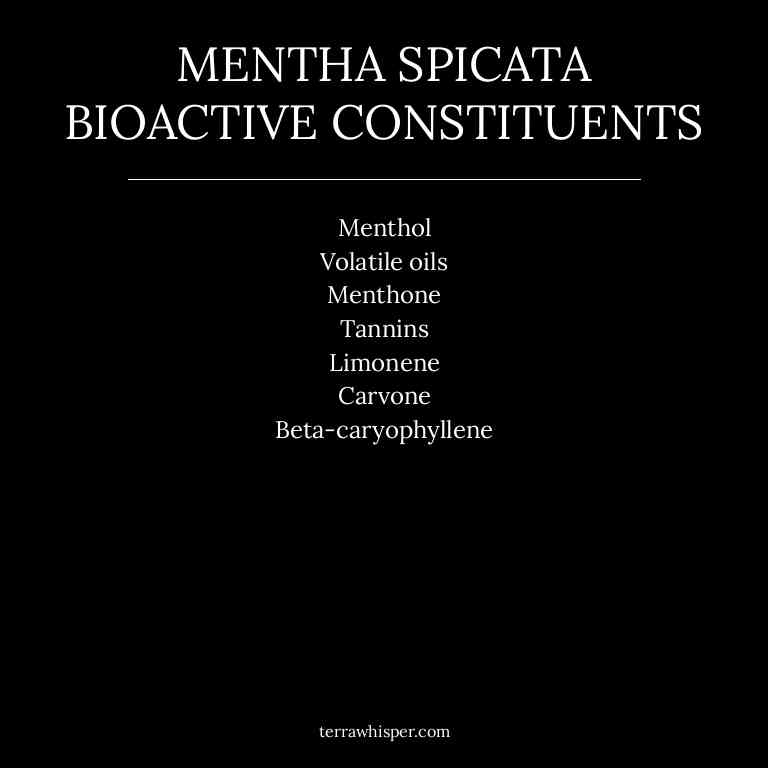 MENTHA SPICATA
BIOACTIVE CONSTITUENTS
Menthol
Volatile oils
Menthone
Tannins
Limonene
Carvone
Beta-caryophyllene
terrawhisper.com